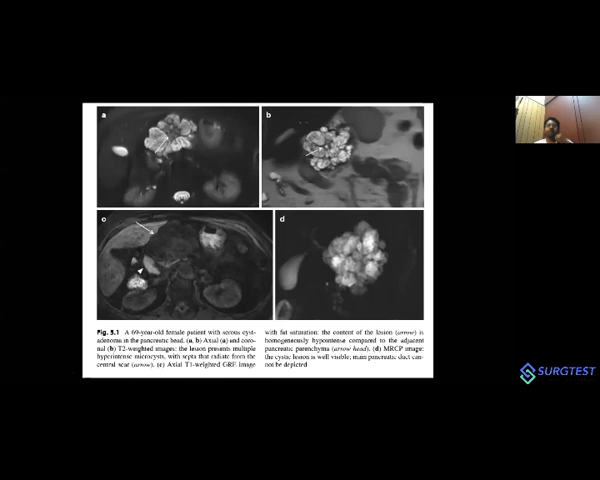 a
b
c
d
Fig. 5.1 A 69-year-old female patient with serous cyst-
adenoma in the pancreatic head. (a, b) Axial (a) and coro-
nal (b) T2-weighted images: the lesion presents multiple
hyperintense microcysts, with septa that radiate from the
central scar (arrow). (c) Axial T1-weighted GRE image
with fat saturation: the content of the lesion (arrow) is
homogeneously hypointense compared to the adjacent
pancreatic parenchyma (arrow head). (d) MRCP image:
the cystic lesion is well visible; main pancreatic duct can-
not be depicted
SURGTEST